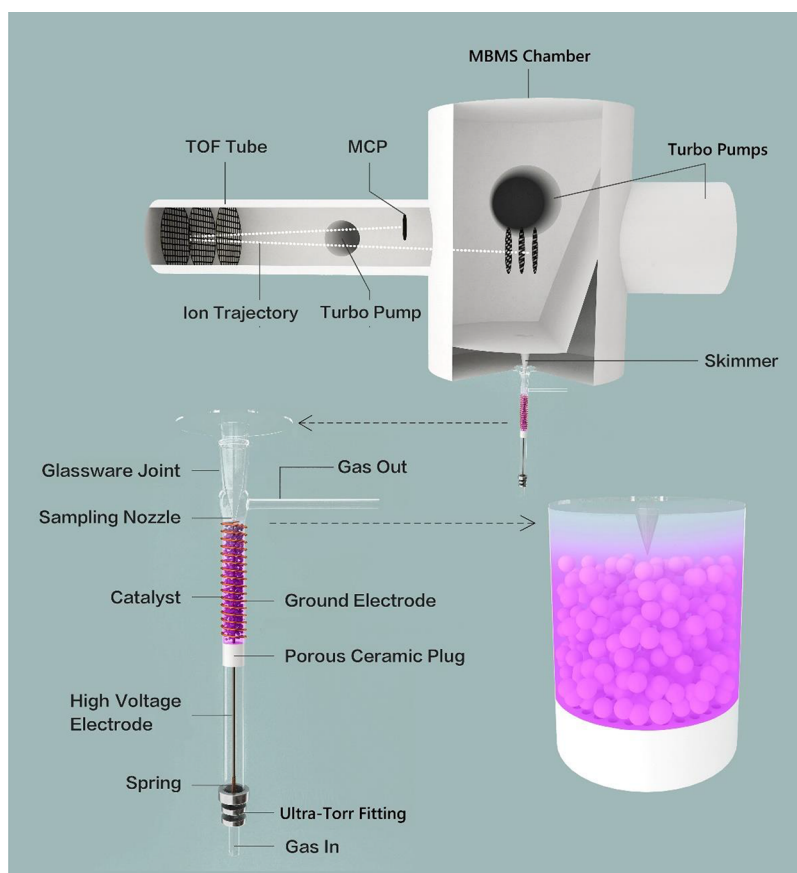 MBMS Chamber
TOF Tube
MCP
Turbo Pumps
Ion Trajectory
Turbo Pump
Skimmer
Glassware Joint
Gas Out
Sampling Nozzle
Catalyst
Ground Electrode
Porous Ceramic Plug
High Voltage
Electrode
Spring
Ultra-Torr Fitting
Gas In